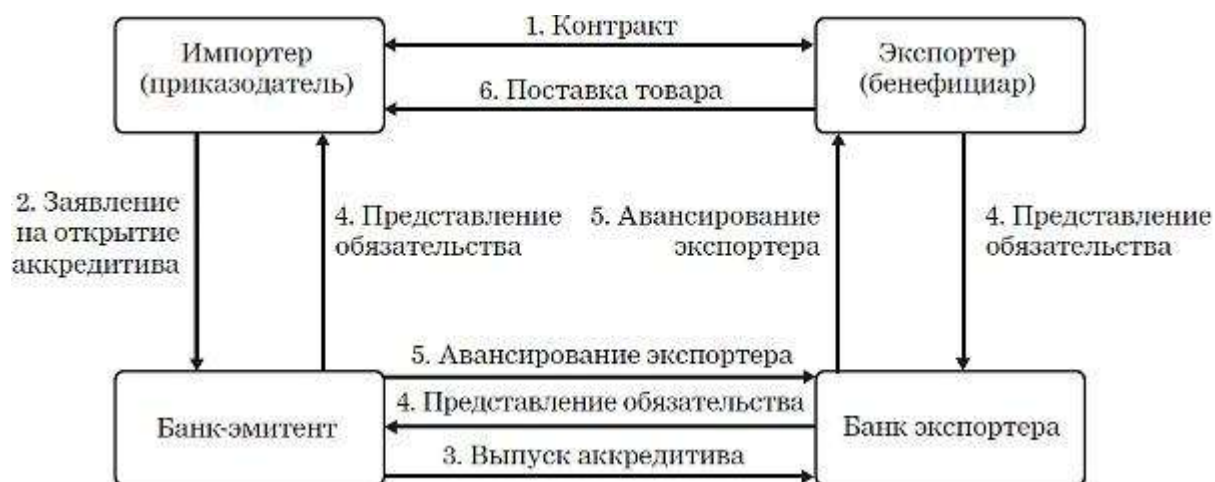 1. Контракт
Импортер
(приказодатель)
Экспортер
(бенефициар)
6. Поставка товара
2. Заявление
на открытие
аккредитива
4. Представление
обязательства
5. Авансирование
экспортера
4. Представление
обязательства
5. Авансирование экспортера
4. Представление обязательства
3. Выпуск аккредитива
Банк-эмитент
Банк экспортера